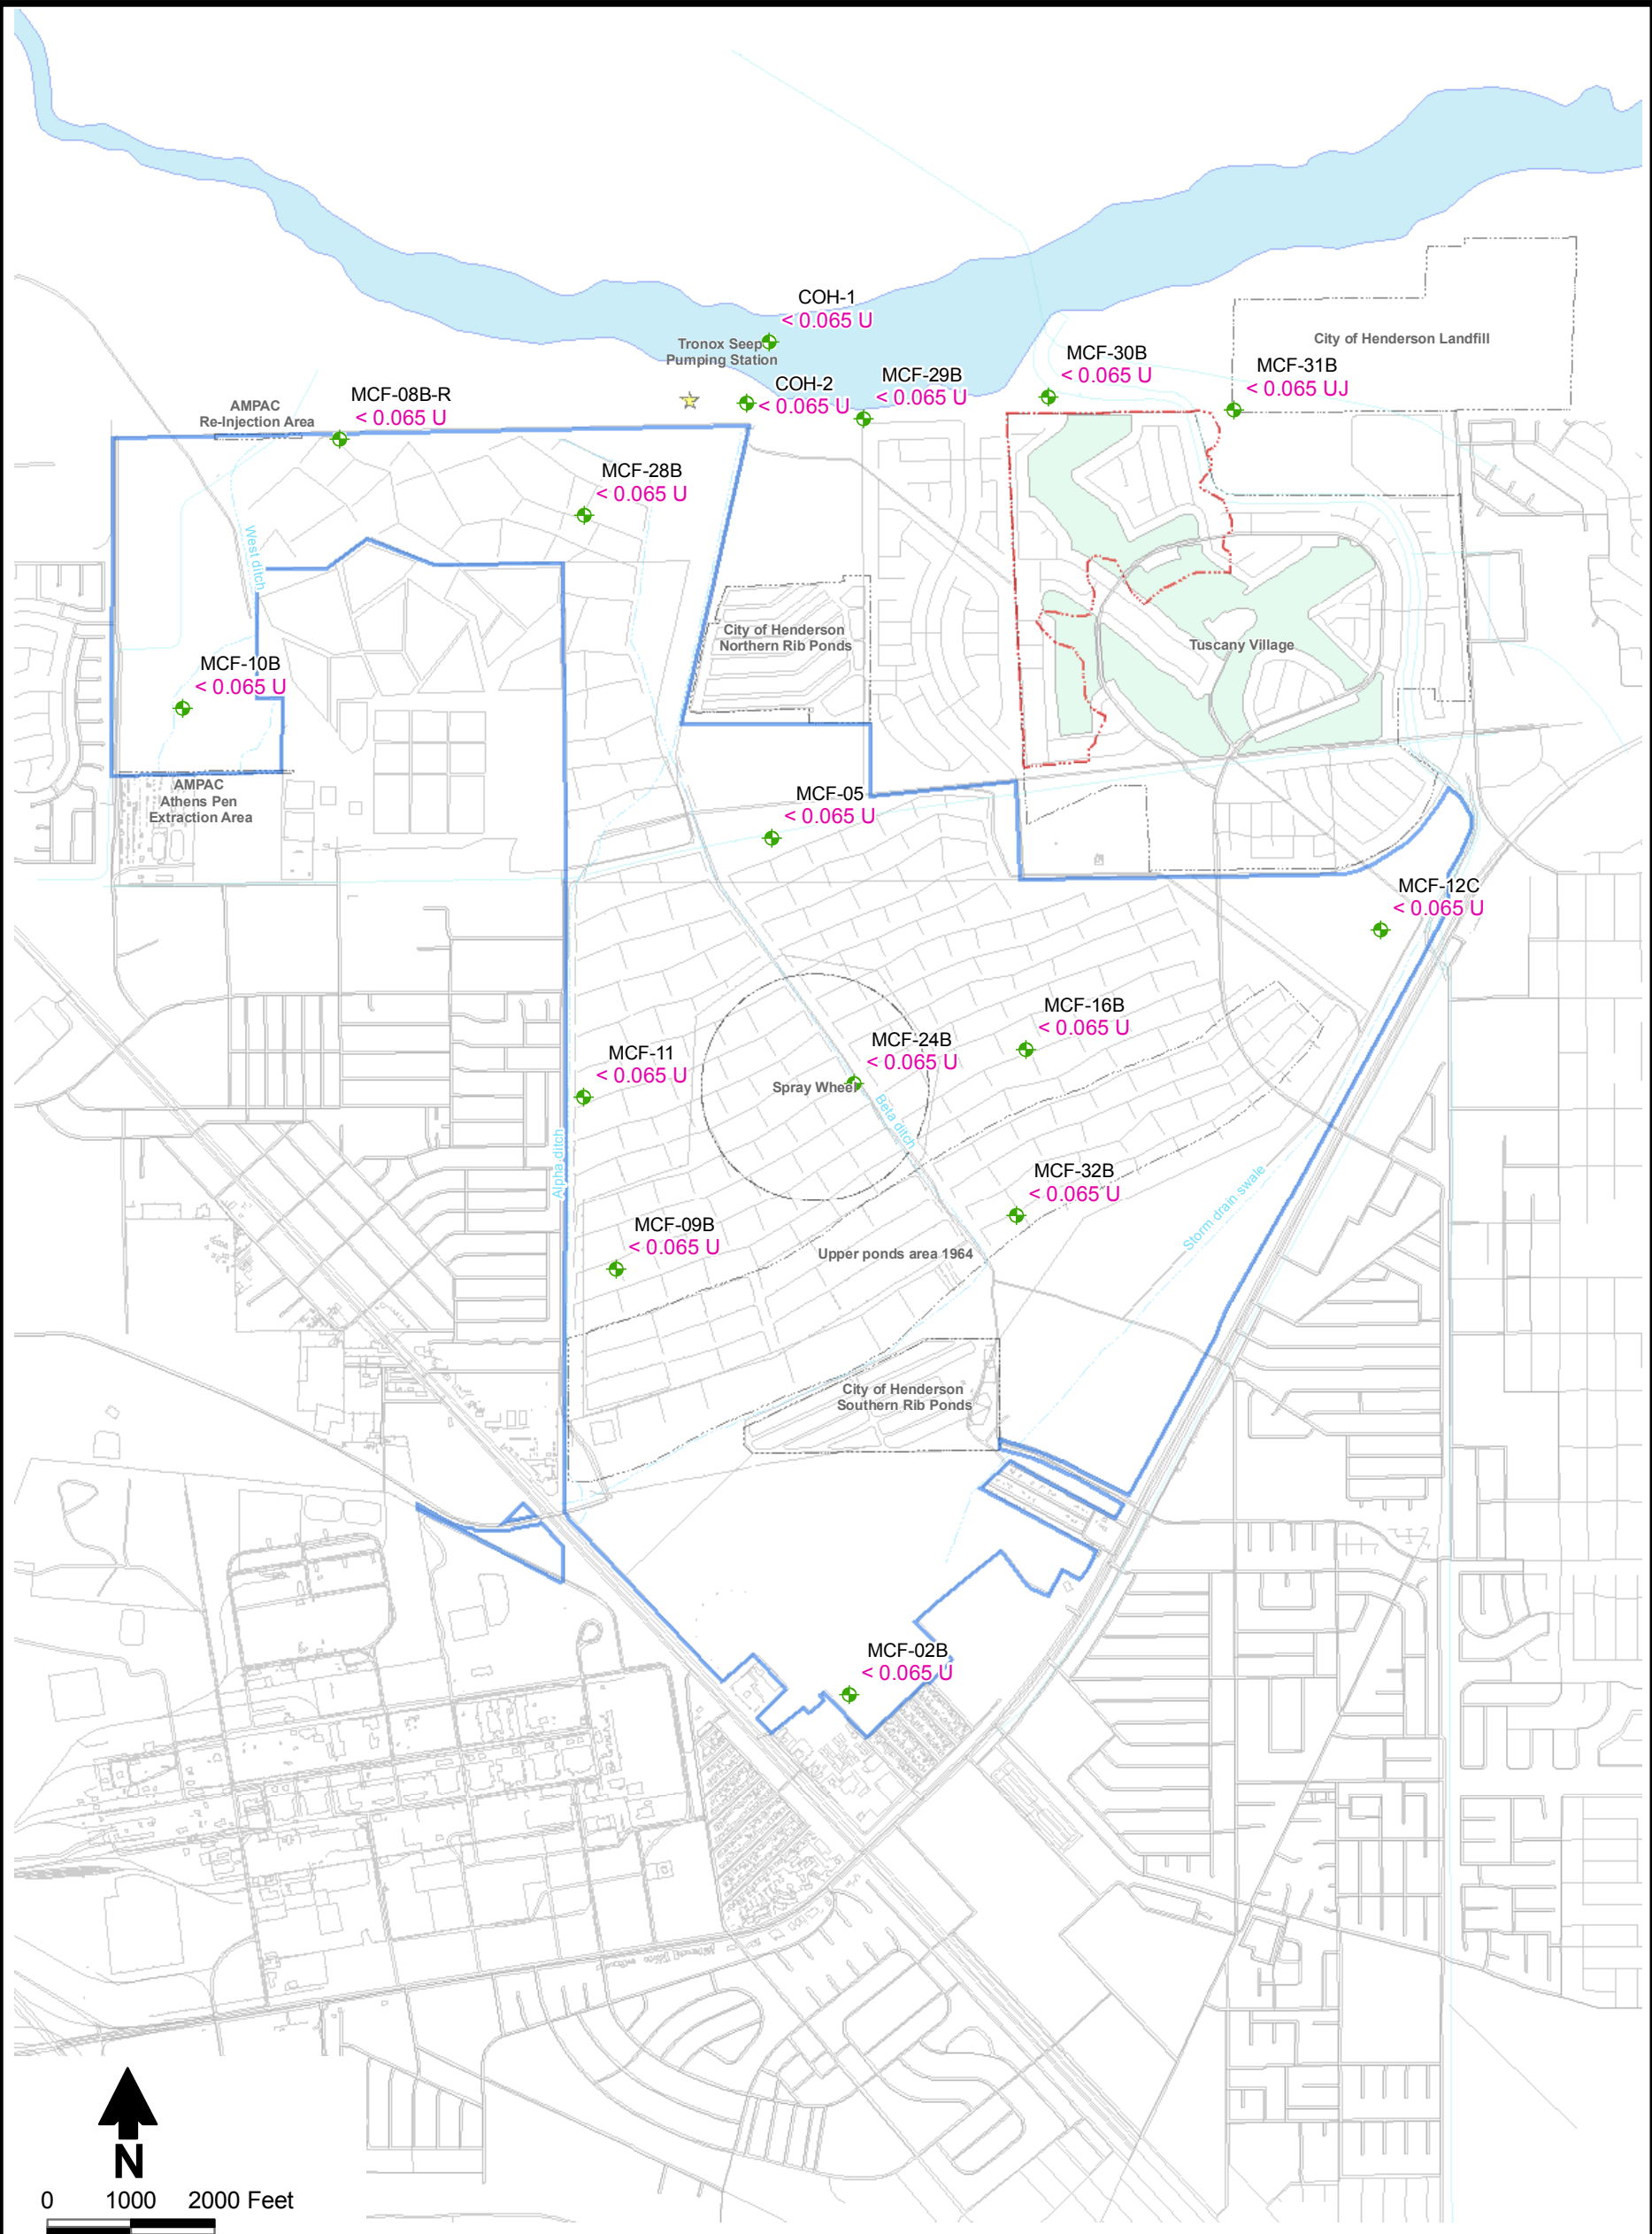 COH-1
< 0.065 U
Tronox Seep
Pumping Station
City of Henderson Landfill
MCF-30B
< 0.065 U
MCF-31B
< 0.065 UJ
MCF-29B
< 0.065 U
COH-2
< 0.065 U
MCF-08B-R
< 0.065 U
AMPAC
Re-Injection Area
MCF-28B
< 0.065 U
West ditch
City of Henderson
Northern Rib Ponds
Tuscany Village
MCF-10B
< 0.065 U
AMPAC
Athens Pen
Extraction Area
MCF-05
< 0.065 U
MCF-12C
< 0.065 U
MCF-16B
< 0.065 U
MCF-24B
< 0.065 U
MCF-11
< 0.065 U
Spray Wheel
Beta ditch
Alpha ditch
MCF-32B
< 0.065 U
Storm drain swale
MCF-09B
< 0.065 U
Upper ponds area 1964
City of Henderson
Southern Rib Ponds
MCF-02B
< 0.065 U
N
0 1000 2000 Feet